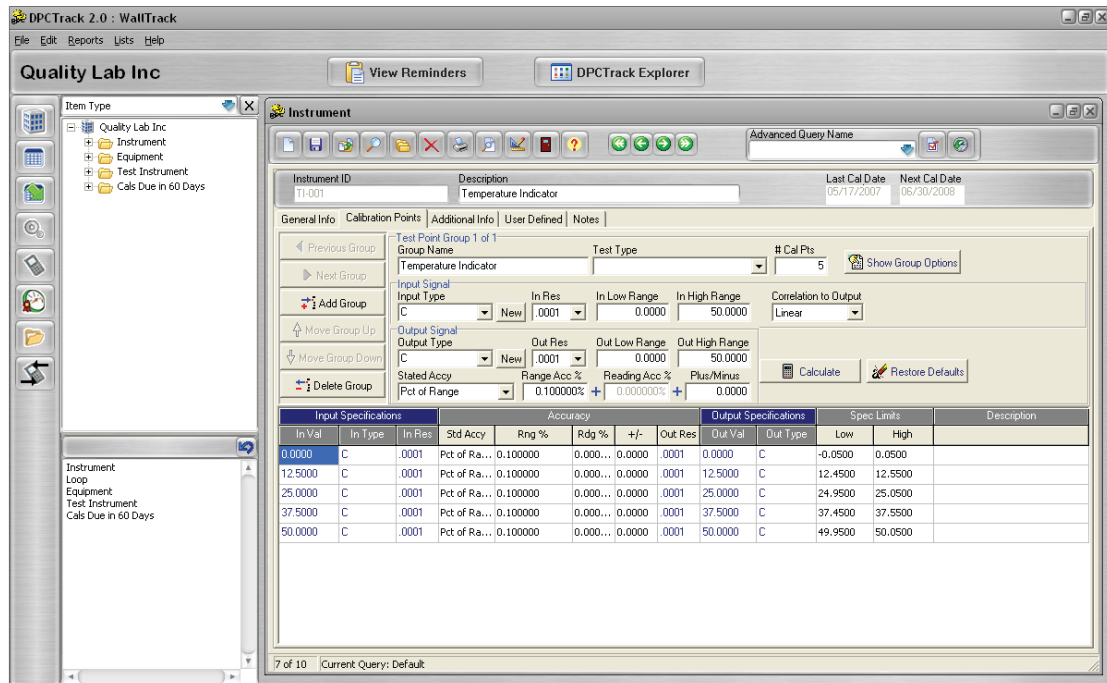 DPCTrack 2.0 : WallTrack
File Edit Reports Lists Help
Quality Lab Inc
View Reminders
DPCTrack Explorer
Item Type
Quality Lab Inc
Instrument
Equipment
Test Instrument
Cals Due in 60 Days
Instrument
Loop
Equipment
Test Instrument
Cals Due in 60 Days
Instrument
Advanced Query Name
Instrument ID Description Last Cal Date Next Cal Date
TI-001 Temperature Indicator 05/17/2007 06/30/2008
General Info Calibration Points Additional Info User Defined Notes
Previous Group
Next Group
Add Group
Move Group Up
Move Group Down
Delete Group
Test Point Group 1 of 1
Group Name Test Type # Cal Pts
Temperature Indicator 5 Show Group Options
Input Signal
Input Type In Res In Low Range In High Range Correlation to Output
C New .0001 0.0000 50.0000 Linear
Output Signal
Output Type Out Res Out Low Range Out High Range
C New .0001 0.0000 50.0000
Stated Accy Range Acc % Reading Acc % Plus/Minus
Pct of Range 0.100000% + 0.000000% + 0.0000
Calculate Restore Defaults
Input Specifications Accuracy Output Specifications Spec Limits Description
In Val In Type In Res Std Accy Rng % Rdg % +/- Out Res Out Val Out Type Low High
0.0000 C .0001 Pct of Ra... 0.100000 0.000... 0.0000 .0001 0.0000 C -0.0500 0.0500
12.5000 C .0001 Pct of Ra... 0.100000 0.000... 0.0000 .0001 12.5000 C 12.4500 12.5500
25.0000 C .0001 Pct of Ra... 0.100000 0.000... 0.0000 .0001 25.0000 C 24.9500 25.0500
37.5000 C .0001 Pct of Ra... 0.100000 0.000... 0.0000 .0001 37.5000 C 37.4500 37.5500
50.0000 C .0001 Pct of Ra... 0.100000 0.000... 0.0000 .0001 50.0000 C 49.9500 50.0500
7 of 10 Current Query: Default